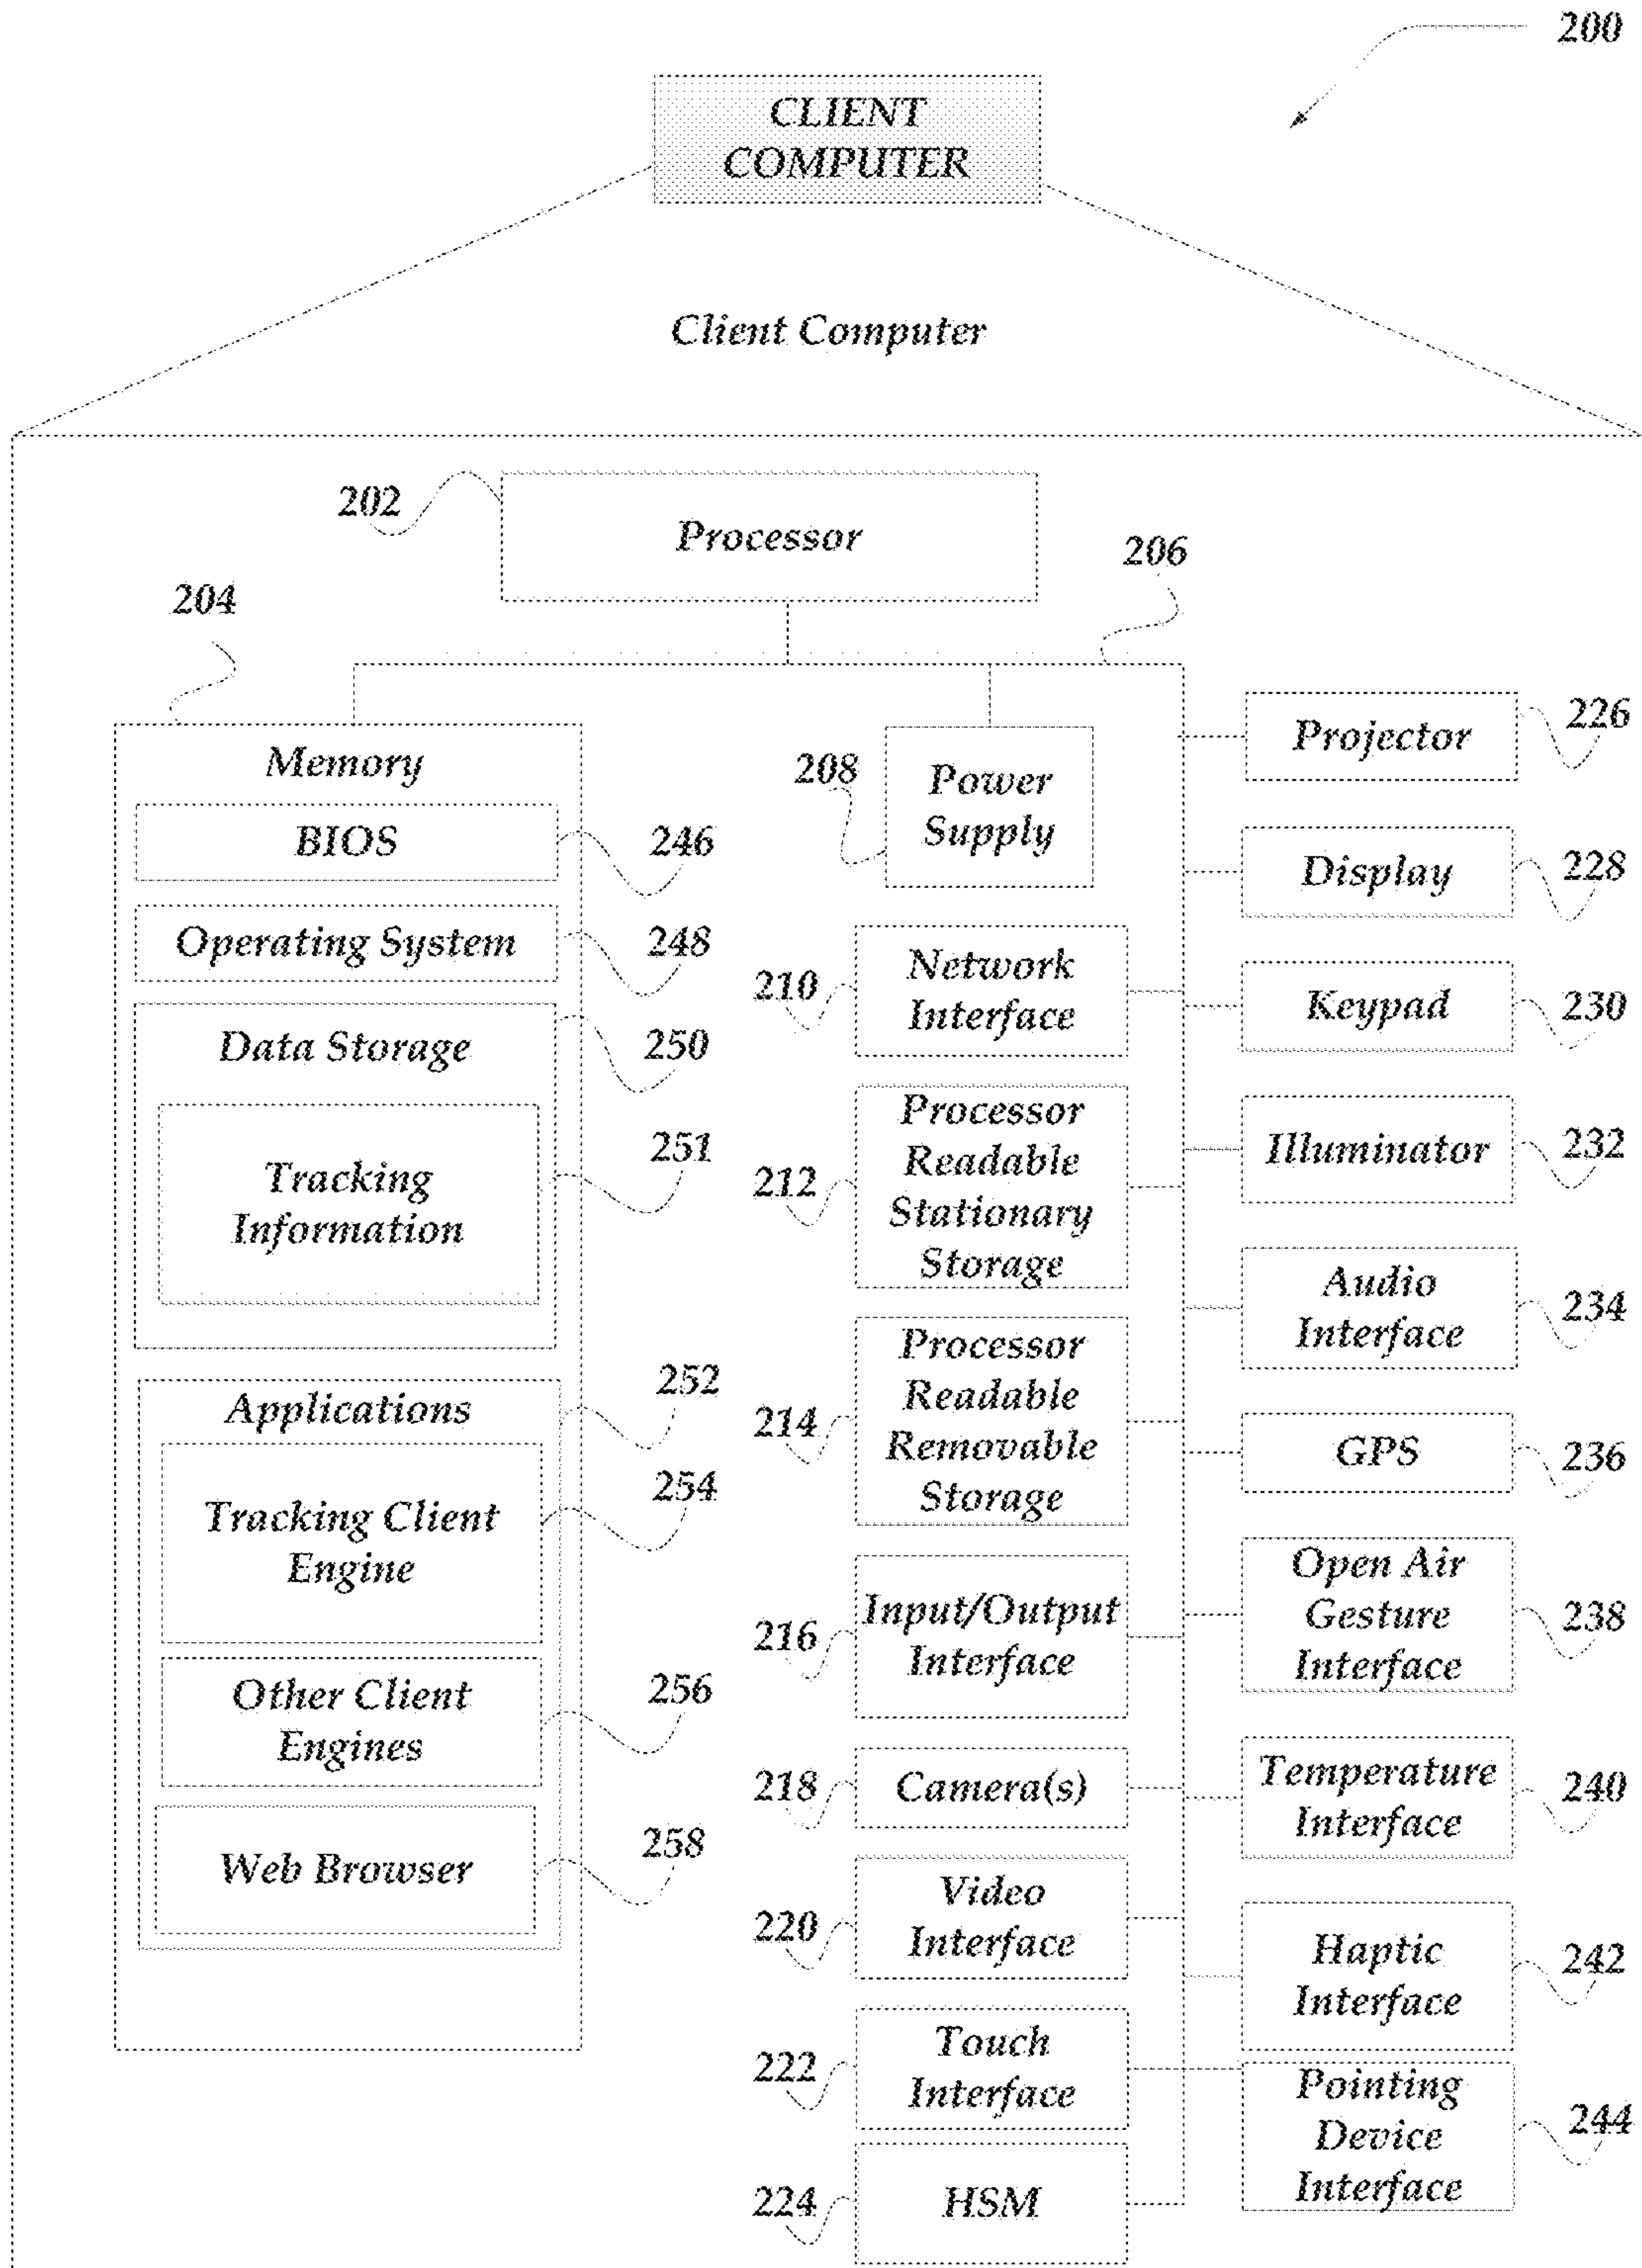 200
CLIENT
COMPUTER
Client Computer
202
Processor
206
204
Memory
BIOS
246
Operating System
248
Data Storage
250
Tracking
Information
251
Applications
252
Tracking Client
Engine
254
Other Client
Engines
256
Web Browser
258
208
Power
Supply
210
Network
Interface
212
Processor
Readable
Stationary
Storage
214
Processor
Readable
Removable
Storage
216
Input/Output
Interface
218
Camera(s)
220
Video
Interface
222
Touch
Interface
224
HSM
Projector
226
Display
228
Keypad
230
Illuminator
232
Audio
Interface
234
GPS
236
Open Air
Gesture
Interface
238
Temperature
Interface
240
Haptic
Interface
242
Pointing
Device
Interface
244